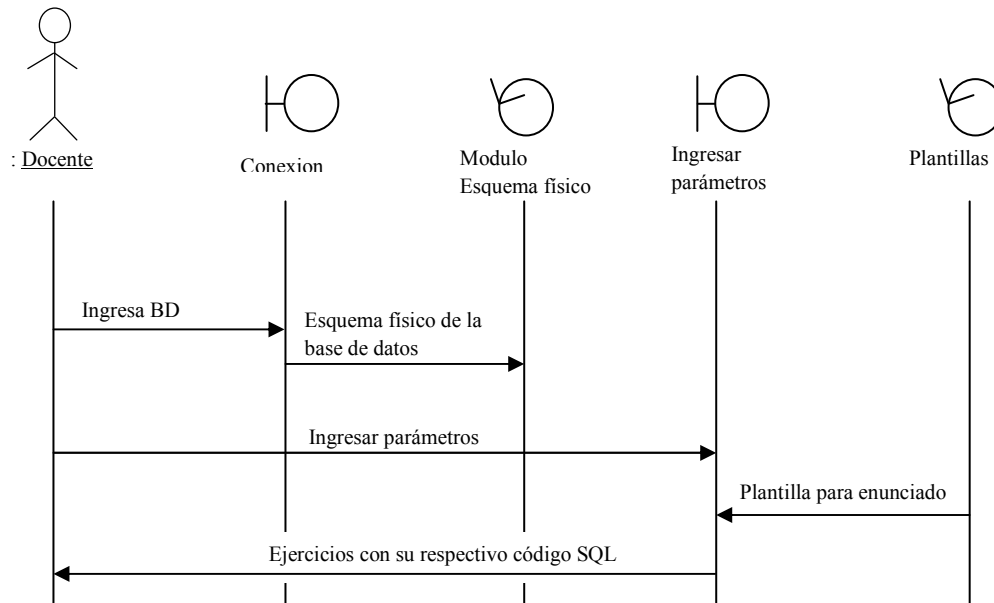 : Docente
Conexion
Modulo
Esquema físico
Ingresar
parámetros
Plantillas
Ingresa BD
Esquema físico de la
base de datos
Ingresar parámetros
Plantilla para enunciado
Ejercicios con su respectivo código SQL